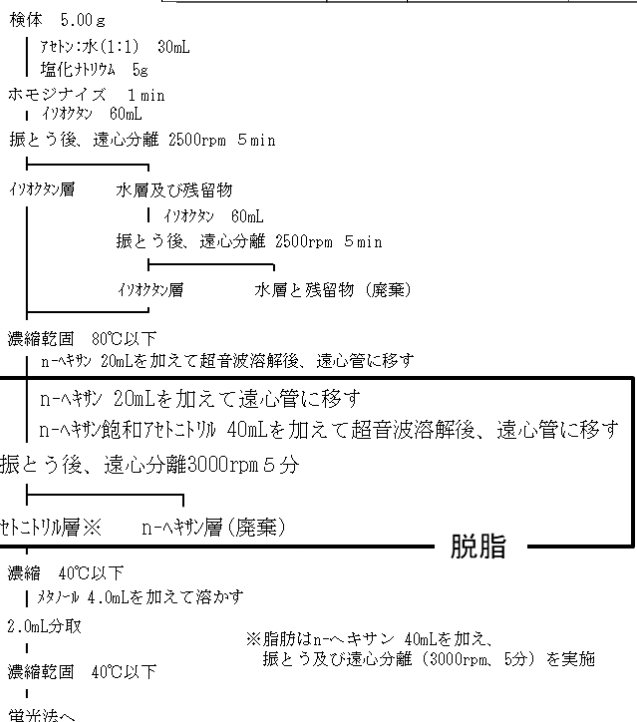 検体 5.00g
ｱｾﾄﾝ:水(1:1) 30mL
塩化ﾅﾄﾘｳﾑ 5g
ホモジナイズ 1min
ｲｿｵｸﾀﾝ 60mL
振とう後、遠心分離 2500rpm 5min
ｲｿｵｸﾀﾝ層 水層及び残留物
ｲｿｵｸﾀﾝ 60mL
振とう後、遠心分離 2500rpm 5min
ｲｿｵｸﾀﾝ層 水層と残留物 (廃棄)
濃縮乾固 80℃以下
n-ﾍｷｻﾝ 20mLを加えて超音波溶解後、遠心管に移す
n-ﾍｷｻﾝ 20mLを加えて遠心管に移す
n-ﾍｷｻﾝ飽和ｱｾﾄﾆﾄﾘﾙ 40mLを加えて超音波溶解後、遠心管に移す
振とう後、遠心分離3000rpm５分
ｾﾄﾆﾄﾘﾙ層※ n-ﾍｷｻﾝ層(廃棄)
脱脂
濃縮 40℃以下
ﾒﾀﾉｰﾙ 4.0mLを加えて溶かす
2.0mL分取
※脂肪はn-へキサン 40mLを加え、
振とう及び遠心分離（3000rpm、5分）を実施
濃縮乾固 40℃以下
蛍光法へ